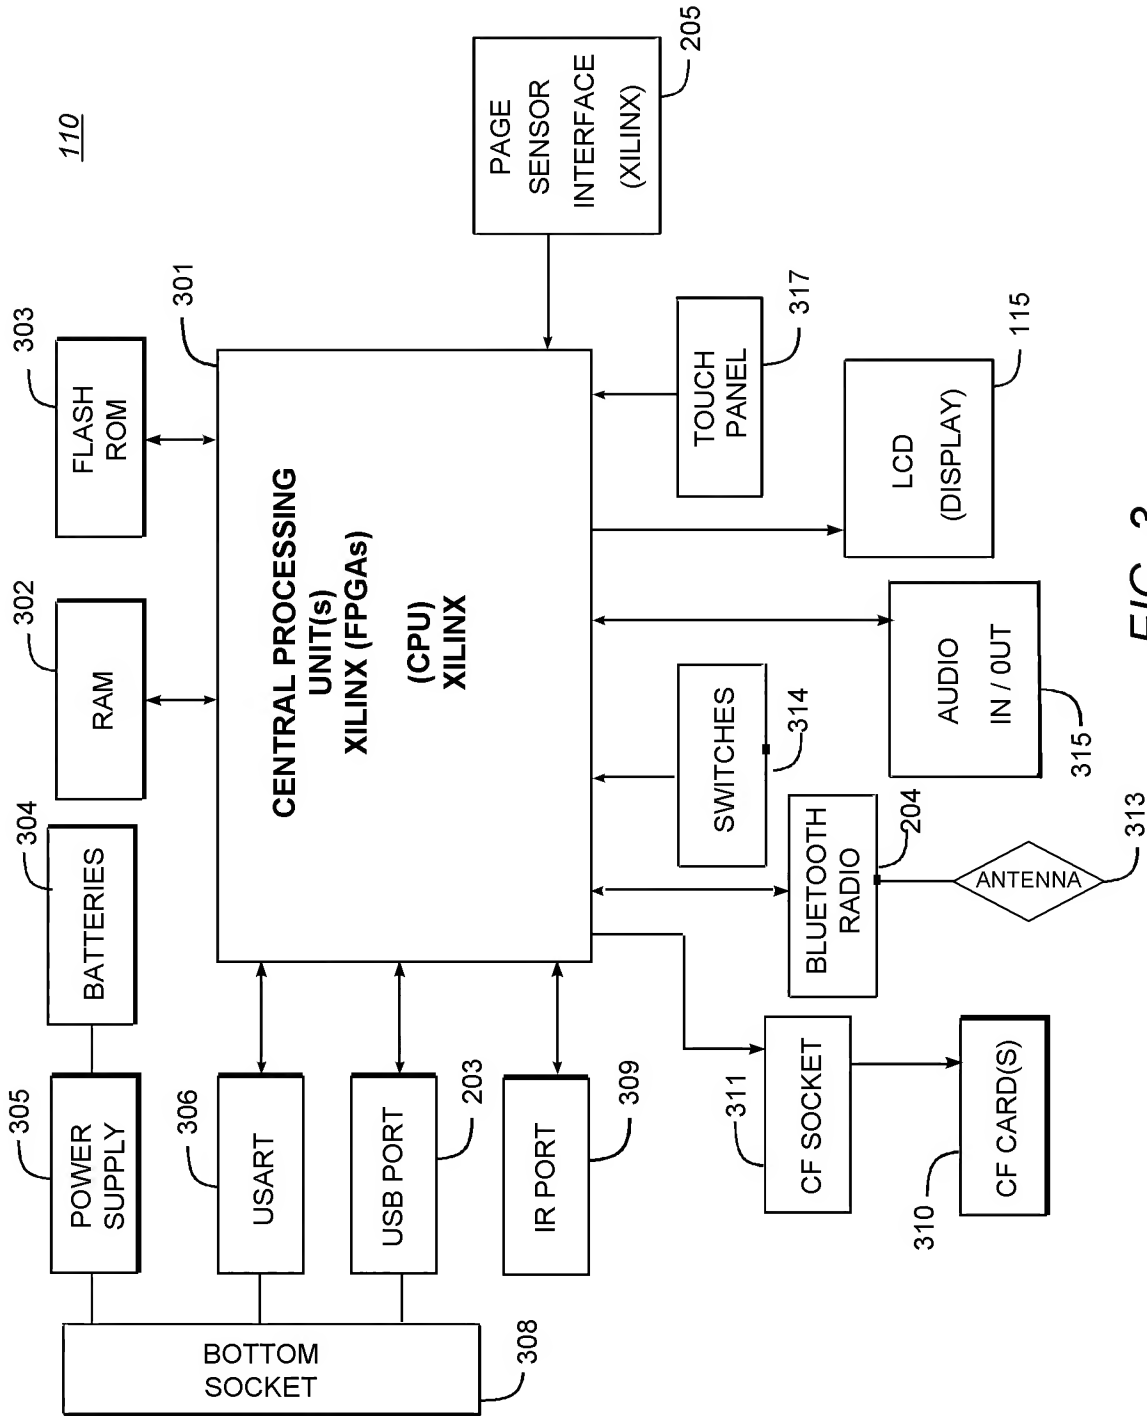 110
BOTTOM
SOCKET
308
POWER
SUPPLY
305
BATTERIES
304
RAM
302
FLASH
ROM
303
USART
306
USB PORT
203
IR PORT
309
CENTRAL PROCESSING
UNIT(s)
XILINX (FPGAs)
(CPU)
XILINX
301
PAGE
SENSOR
INTERFACE
(XILINX)
205
CF SOCKET
311
CF CARD(S)
310
BLUETOOTH
RADIO
204
ANTENNA
313
SWITCHES
314
AUDIO
IN / 0UT
315
TOUCH
PANEL
317
LCD
(DISPLAY)
115